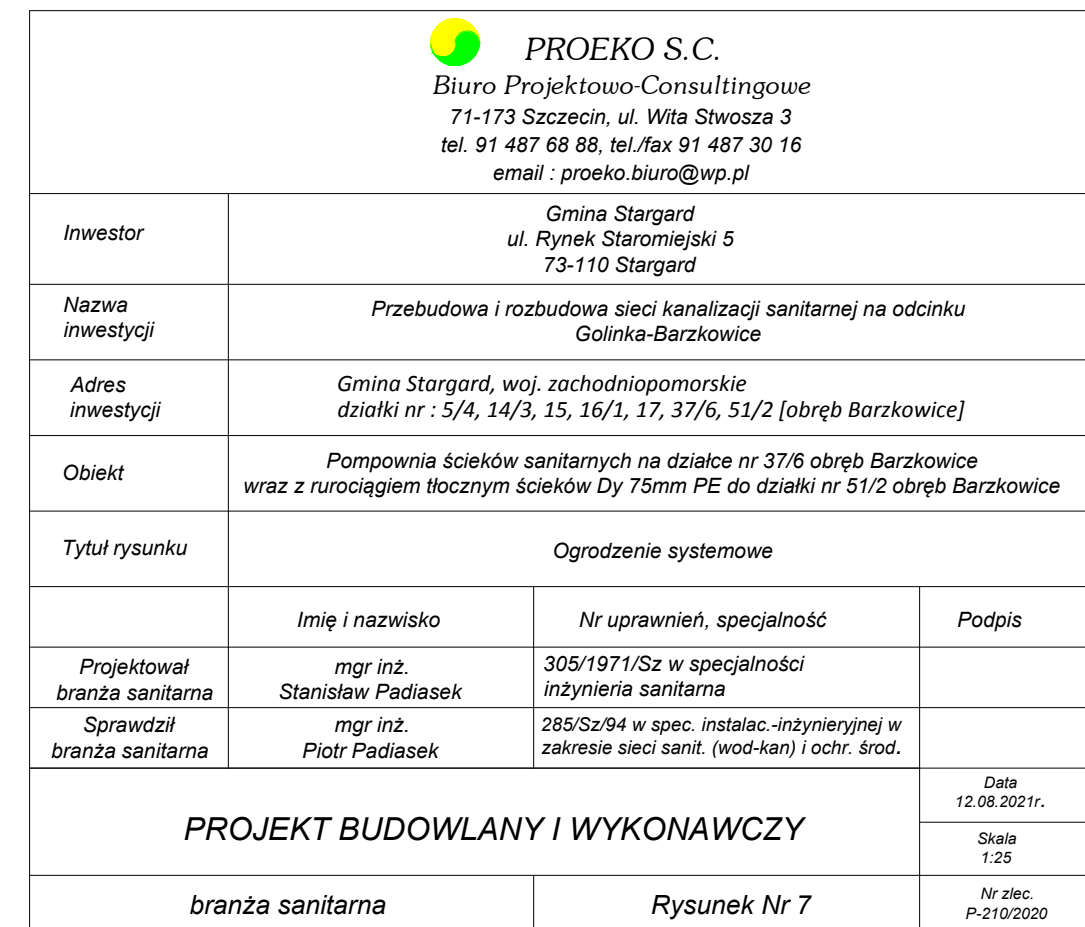 PROEKO S.C.
Biuro Projektowo-Consultingowe
71-173 Szczecin, ul. Wita Stwosza 3
tel. 91 487 68 88, tel./fax 91 487 30 16
email : proeko.biuro@wp.pl
Inwestor
Gmina Stargard
ul. Rynek Staromiejski 5
73-110 Stargard
Nazwa
inwestycji
Przebudowa i rozbudowa sieci kanalizacji sanitarnej na odcinku
Golinka-Barzkowice
Adres
inwestycji
Gmina Stargard, woj. zachodniopomorskie
działki nr : 5/4, 14/3, 15, 16/1, 17, 37/6, 51/2 [obręb Barzkowice]
Obiekt
Pompownia ścieków sanitarnych na działce nr 37/6 obręb Barzkowice
wraz z rurociągiem tłocznym ścieków Dy 75mm PE do działki nr 51/2 obręb Barzkowice
Tytuł rysunku
Ogrodzenie systemowe
Imię i nazwisko
Nr uprawnień, specjalność
Podpis
Projektował
branża sanitarna
mgr inż.
Stanisław Padiasek
305/1971/Sz w specjalności
inżynieria sanitarna
Sprawdził
branża sanitarna
mgr inż.
Piotr Padiasek
285/Sz/94 w spec. instalac.-inżynieryjnej w
zakresie sieci sanit. (wod-kan) i ochr. środ.
PROJEKT BUDOWLANY I WYKONAWCZY
Data
12.08.2021r.
Skala
1:25
branża sanitarna
Rysunek Nr 7
Nr zlec.
P-210/2020